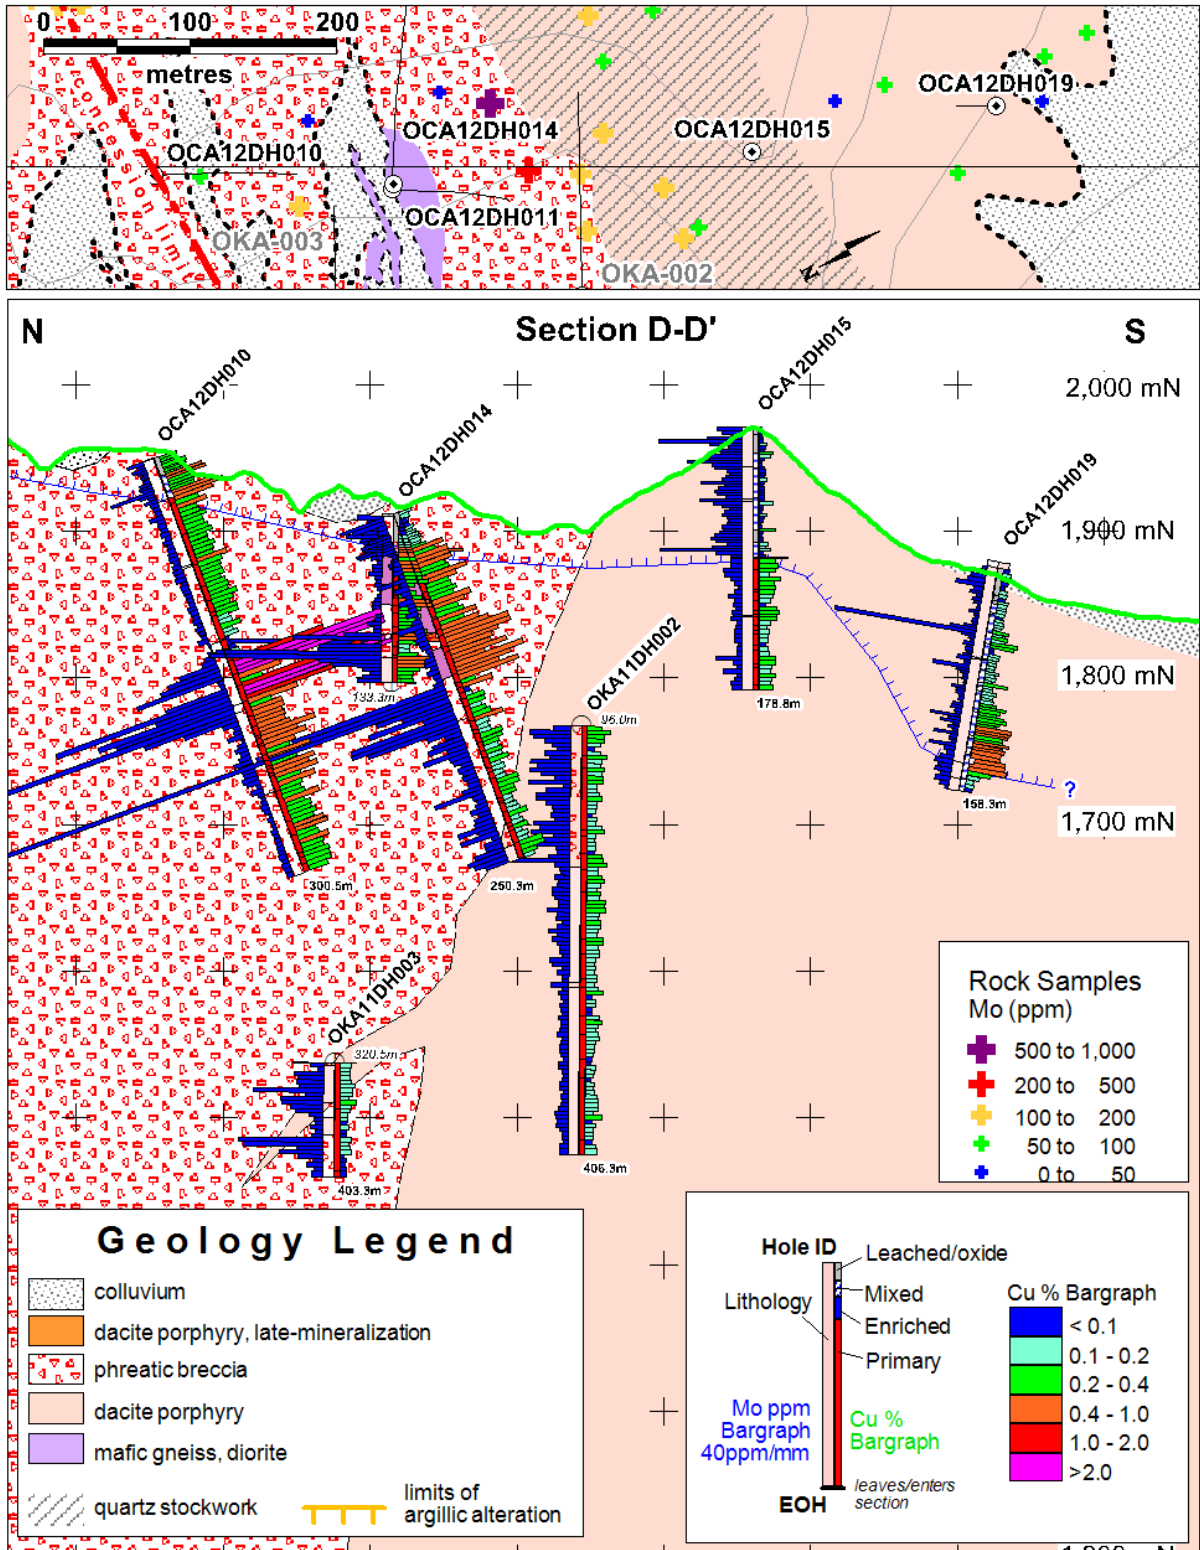 0 100 200
metres
concession limit
OCA12DH010
OKA-003
OCA12DH014
OCA12DH011
OCA12DH015
OKA-002
OCA12DH019
N
N
Section D-D'
S
OCA12DH010
OCA12DH014
OCA12DH015
OCA12DH019
2,000 mN
1,900 mN
1,800 mN
1,700 mN
OKA11DH002
96.0m
133.3m
178.8m
158.3m
?
300.5m
250.3m
OKA11DH003
320.5m
403.3m
406.3m
Rock Samples
Mo (ppm)
500 to 1,000
200 to 500
100 to 200
50 to 100
0 to 50
Geology Legend
colluvium
dacite porphyry, late-mineralization
phreatic breccia
dacite porphyry
mafic gneiss, diorite
quartz stockwork
limits of
argillic alteration
Hole ID
Leached/oxide
Mixed
Lithology
Enriched
Primary
Mo ppm
Bargraph
40ppm/mm
Cu %
Bargraph
EOH
leaves/enters
section
Cu % Bargraph
< 0.1
0.1 - 0.2
0.2 - 0.4
0.4 - 1.0
1.0 - 2.0
>2.0